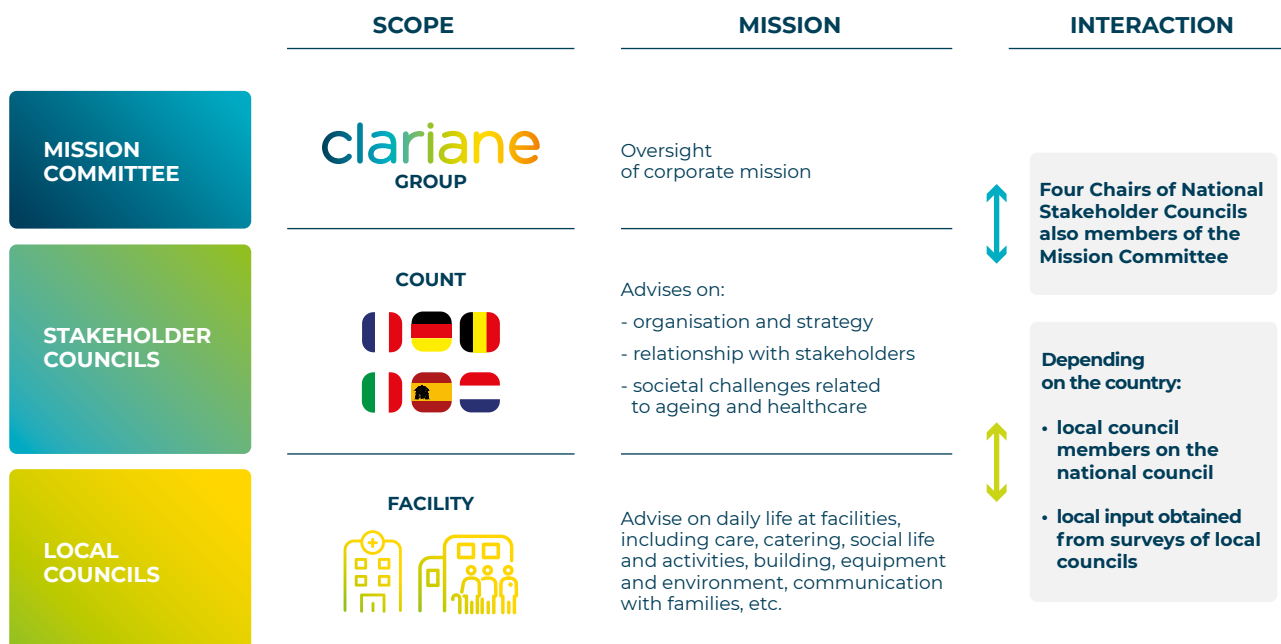 SCOPE
MISSION
INTERACTION
MISSION
COMMITTEE
clariane
GROUP
Oversight
of corporate mission
Four Chairs of National
Stakeholder Councils
also members of the
Mission Committee
STAKEHOLDER
COUNCILS
COUNT
Advises on:
- organisation and strategy
- relationship with stakeholders
- societal challenges related
to ageing and healthcare
Depending
on the country:
• local council
members on the
national council
• local input obtained
from surveys of local
councils
LOCAL
COUNCILS
FACILITY
Advise on daily life at facilities,
including care, catering, social life
and activities, building, equipment
and environment, communication
with families, etc.